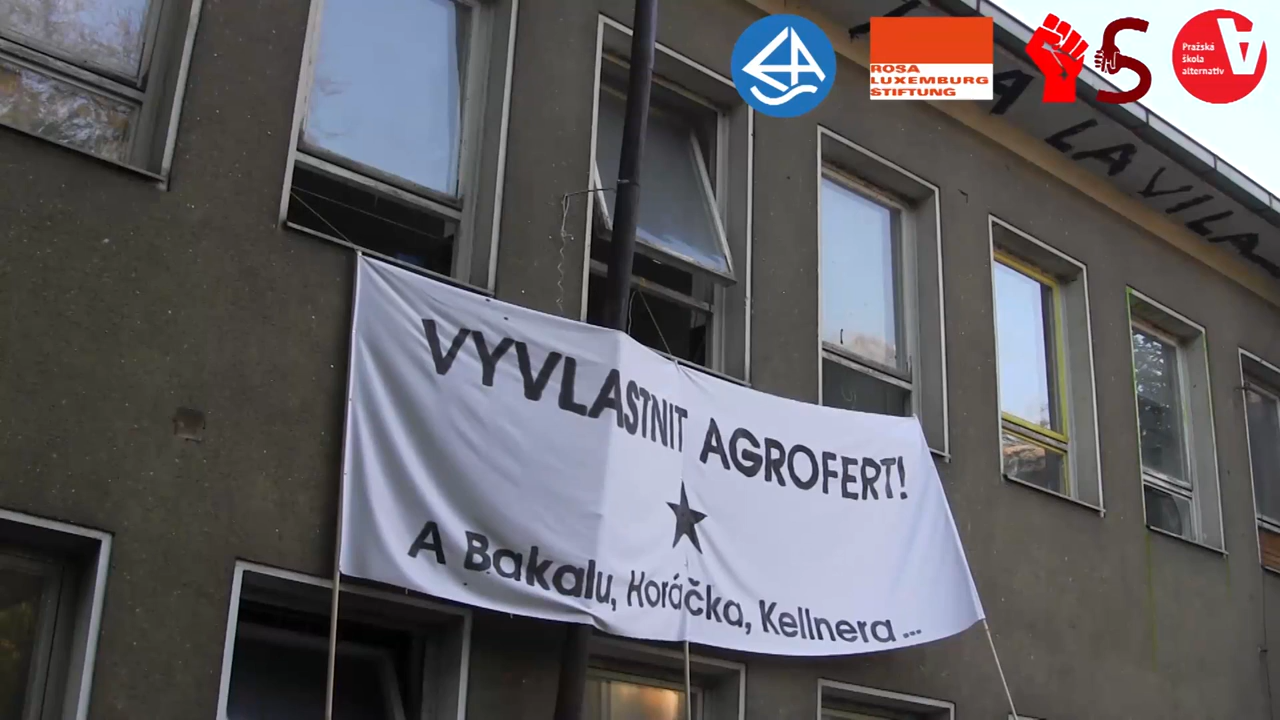 ROSA
LUXEMBURG
STIFTUNG
S
Pražská
škola
alternativ
A
LA VILA
VYVLASTNIT AGROFERT!
A Bakalu, Horáčka, Kellnera ...